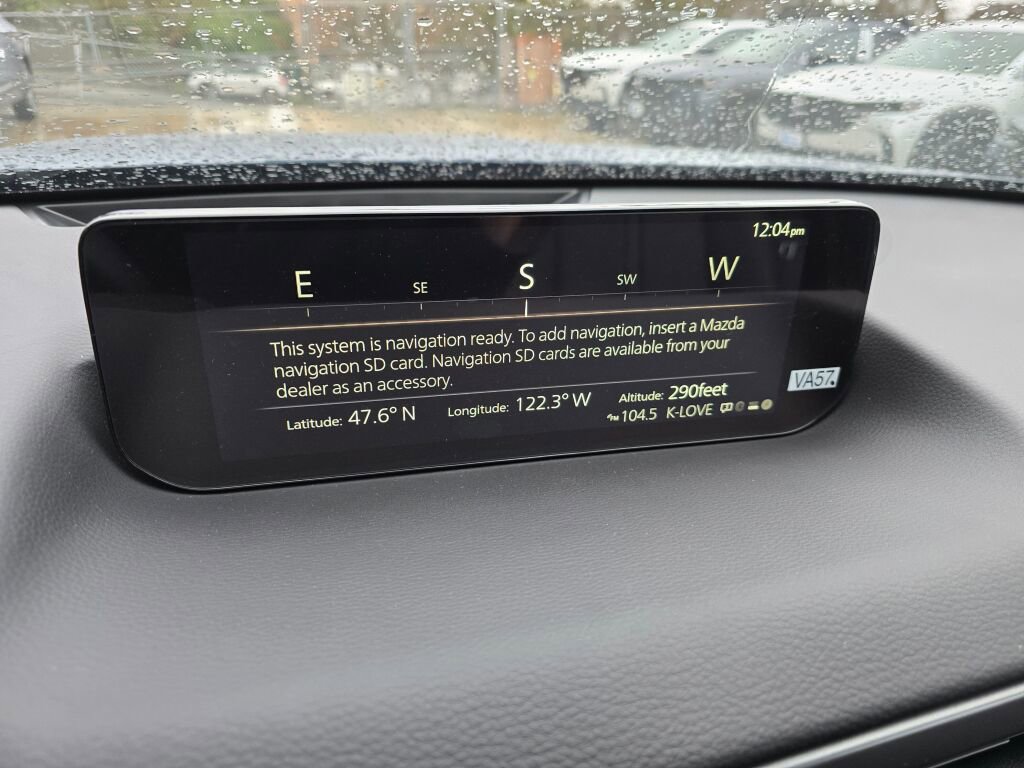 12:04pm
E SE S SW W
This system is navigation ready. To add navigation, insert a Mazda
navigation SD card. Navigation SD cards are available from your
dealer as an accessory.
Latitude: 47.6° N Longitude: 122.3° W Altitude: 290feet
FM 104.5 K-LOVE
VA57